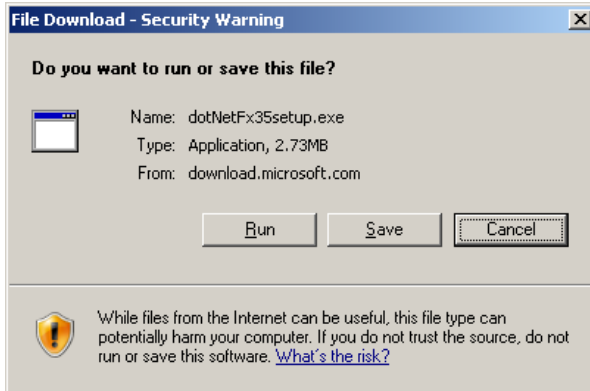 File Download - Security Warning
Do you want to run or save this file?
Name: dotNetFx35setup.exe
Type: Application, 2.73MB
From: download.microsoft.com
Run Save Cancel
While files from the Internet can be useful, this file type can
potentially harm your computer. If you do not trust the source, do not
run or save this software. What's the risk?